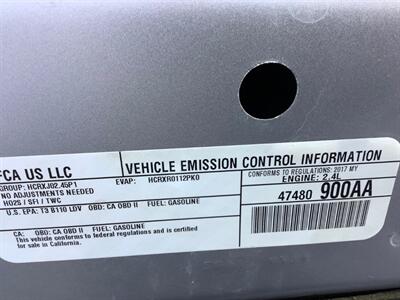 FCA US LLC
VEHICLE EMISSION CONTROL INFORMATION
GROUP: HCRXJ02.45P1 EVAP: HCRXR0112PK0
CONFORMS TO REGULATIONS: 2017 MY
NO ADJUSTMENTS NEEDED
ENGINE: 2.4L
HO2S / SFI / TWC
47480 900AA
U.S. EPA: T3 B110 LDV OBD: CA OBD II FUEL: GASOLINE
CA: OBD: CA OBD II FUEL: GASOLINE
This vehicle conforms to federal regulations and is certified
for sale in California.